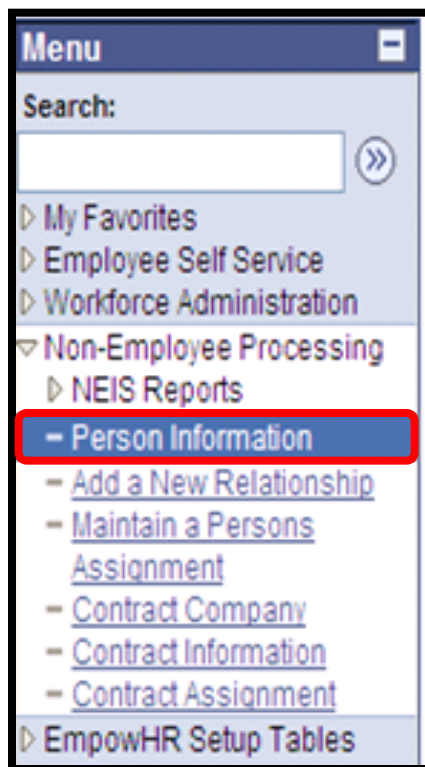 Menu
Search:
My Favorites
Employee Self Service
Workforce Administration
Non-Employee Processing
NEIS Reports
Person Information
Add a New Relationship
Maintain a Persons
Assignment
Contract Company
Contract Information
Contract Assignment
EmpowHR Setup Tables